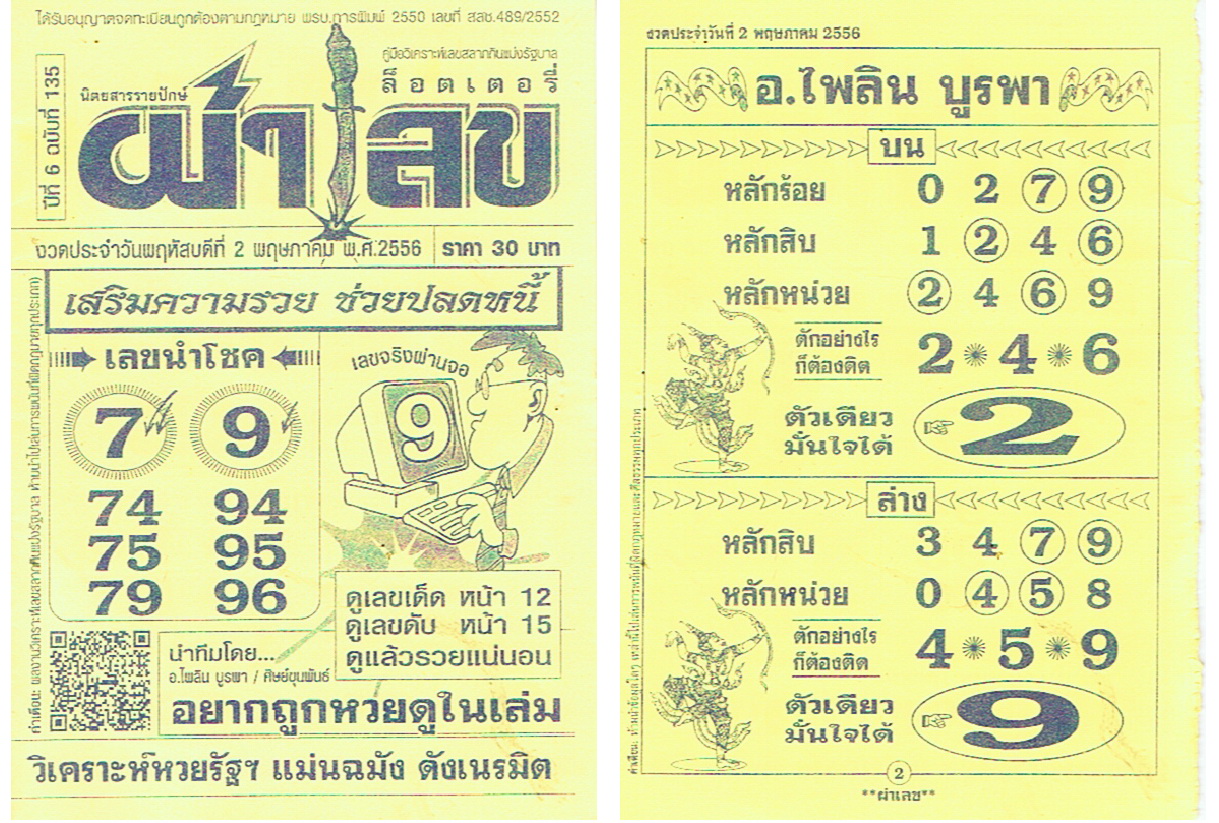 ได้รับอนุญาตจดทะเบียนถูกต้องตามกฎหมาย พรบ.การพิมพ์ 2550 เลขที่ สสช.489/2552
ปีที่ 6 ฉบับที่ 135
นิตยสารรายปักษ์
คู่มือวิเคราะห์เลขสลากกินแบ่งรัฐบาล
ล็อตเตอรี่
ผ่าเลข
งวดประจำวันพฤหัสบดีที่ 2 พฤษภาคม พ.ศ.2556 ราคา 30 บาท
เสริมความรวย ช่วยปลดหนี้
เลขนำโชค
7 9
74 94
75 95
79 96
เลขจริงผ่านจอ
9
ดูเลขเด็ด หน้า 12
ดูเลขดับ หน้า 15
ดูแล้วรวยแน่นอน
นำทีมโดย...
อ.ไพลิน บูรพา / ศิษย์ขุนพันธ์
อยากถูกหวยดูในเล่ม
วิเคราะห์หวยรัฐฯ แม่นฉมัง ดังเนรมิต
งวดประจำวันที่ 2 พฤษภาคม 2556
อ.ไพลิน บูรพา
บน
หลักร้อย 0 2 7 9
หลักสิบ 1 2 4 6
หลักหน่วย 2 4 6 9
ตักอย่างไร
ก็ต้องติด
2 4 6
ตัวเดียว
มั่นใจได้
2
ล่าง
หลักสิบ 3 4 7 9
หลักหน่วย 0 4 5 8
ตักอย่างไร
ก็ต้องติด
4 5 9
ตัวเดียว
มั่นใจได้
9
2
**ผ่าเลข**